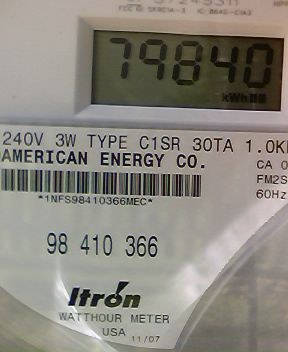 79840
kWh
240V 3W TYPE C1SR 30TA 1.0K
AMERICAN ENERGY CO.
CA 0
FM2S
60Hz
*1NFS98410366MEC*
98 410 366
Itron
WATTHOUR METER
USA 11/07